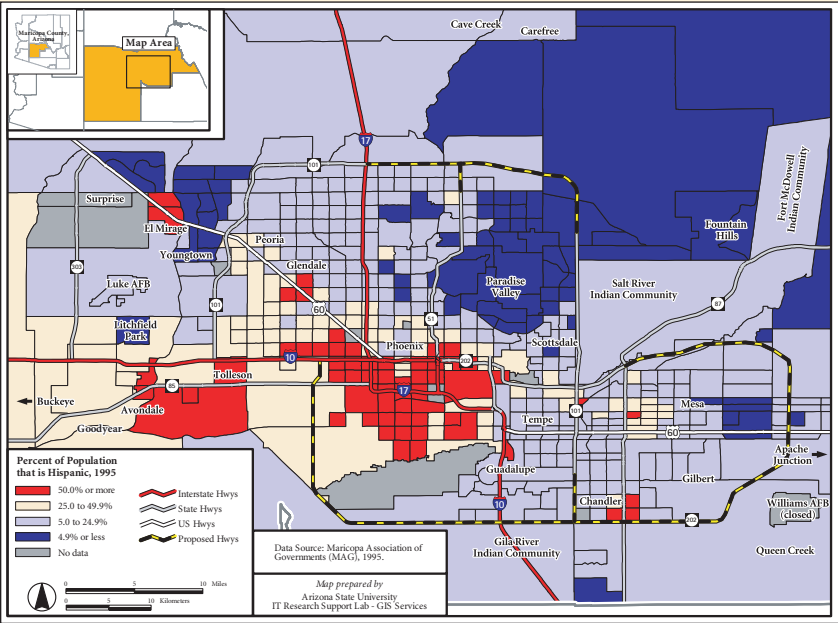 Maricopa County,
Arizona
Map Area
Cave Creek
Carefree
17
101
Surprise
El Mirage
Youngtown
Peoria
Glendale
Fort McDowell
Indian Community
Fountain
Hills
303
Luke AFB
101
60
Paradise
Valley
Salt River
Indian Community
87
Litchfield
Park
51
Phoenix
Scottsdale
10
202
Tolleson
85
17
Buckeye
Avondale
Goodyear
Tempe
101
Mesa
60
Apache
Junction
Guadalupe
Gilbert
10
Chandler
202
Williams AFB
(closed)
Gila River
Indian Community
Queen Creek
Percent of Population
that is Hispanic, 1995
50.0% or more
25.0 to 49.9%
5.0 to 24.9%
4.9% or less
No data
Interstate Hwys
State Hwys
US Hwys
Proposed Hwys
0 5 10 Miles
0 5 10 Kilometers
Data Source: Maricopa Association of
Governments (MAG), 1995.
Map prepared by
Arizona State University
IT Research Support Lab - GIS Services